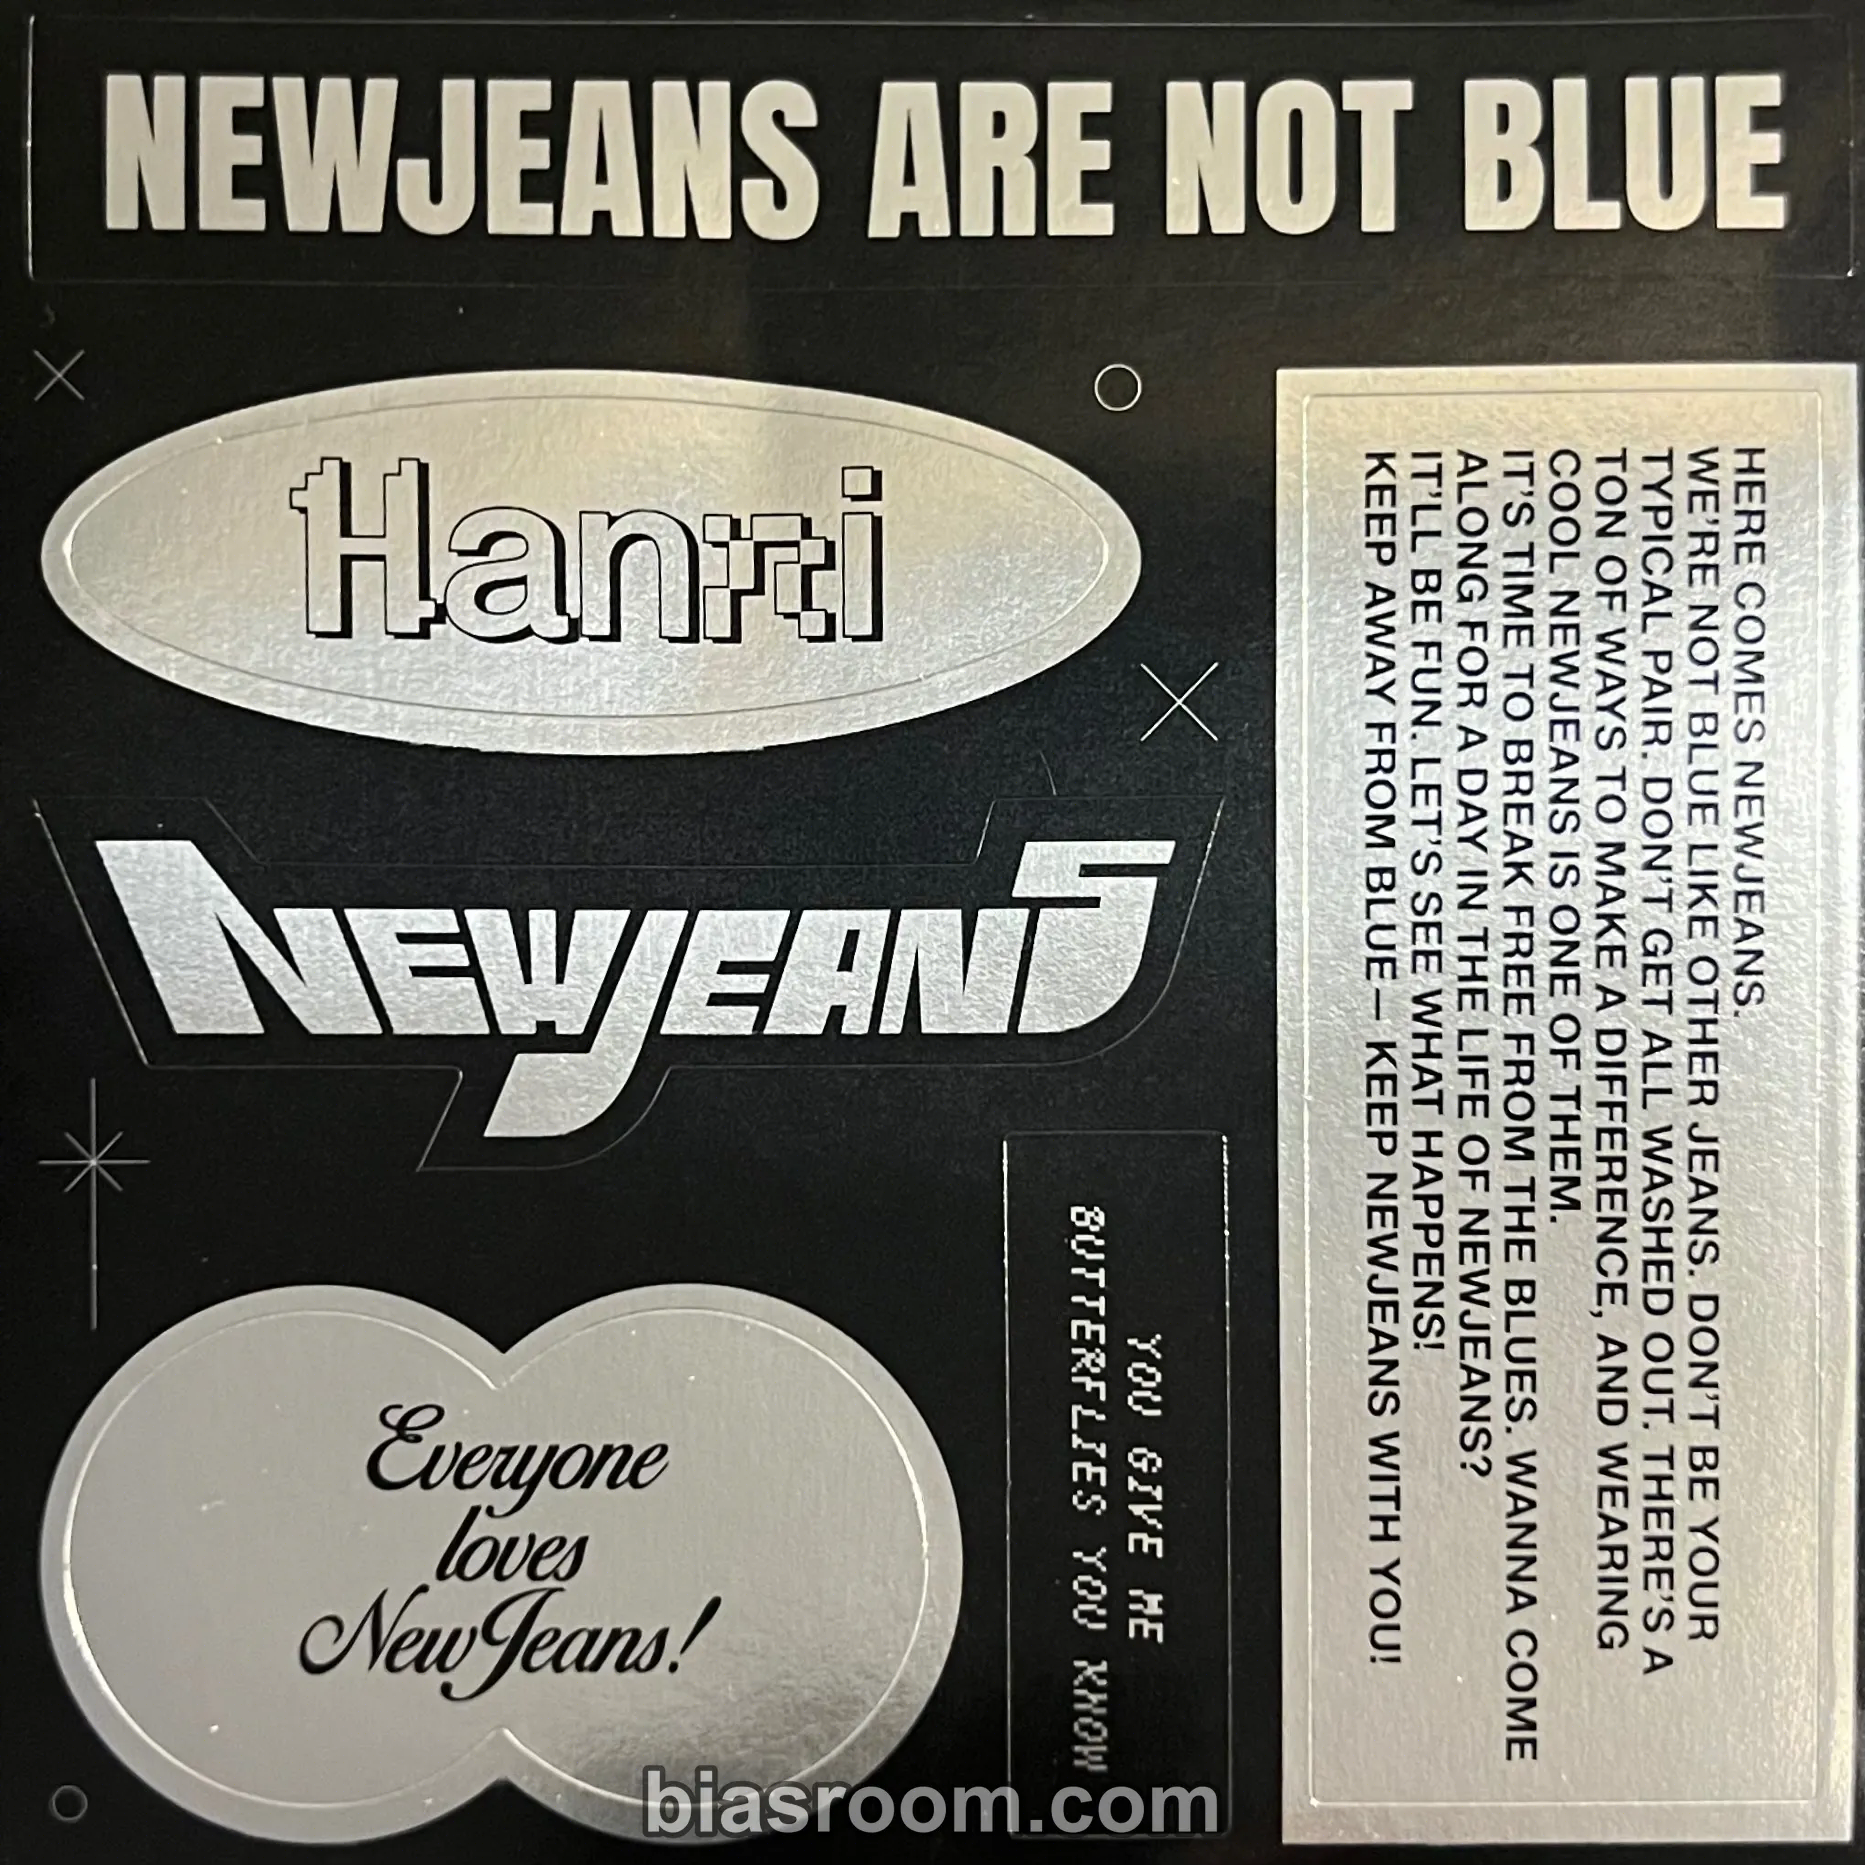 NEWJEANS ARE NOT BLUE
Hanni
NEWJEANS
HERE COMES NEWJEANS.
WE'RE NOT BLUE LIKE OTHER JEANS. DON'T BE YOUR
TYPICAL PAIR. DON'T GET ALL WASHED OUT. THERE'S A
TON OF WAYS TO MAKE A DIFFERENCE, AND WEARING
COOL NEWJEANS IS ONE OF THEM.
IT'S TIME TO BREAK FREE FROM THE BLUES. WANNA COME
ALONG FOR A DAY IN THE LIFE OF NEWJEANS?
IT'LL BE FUN. LET'S SEE WHAT HAPPENS!
KEEP AWAY FROM BLUE— KEEP NEWJEANS WITH YOU!
YOU GIVE ME
BUTTERFLIES YOU KNOW
Everyone
loves
NewJeans!
biasroom.com